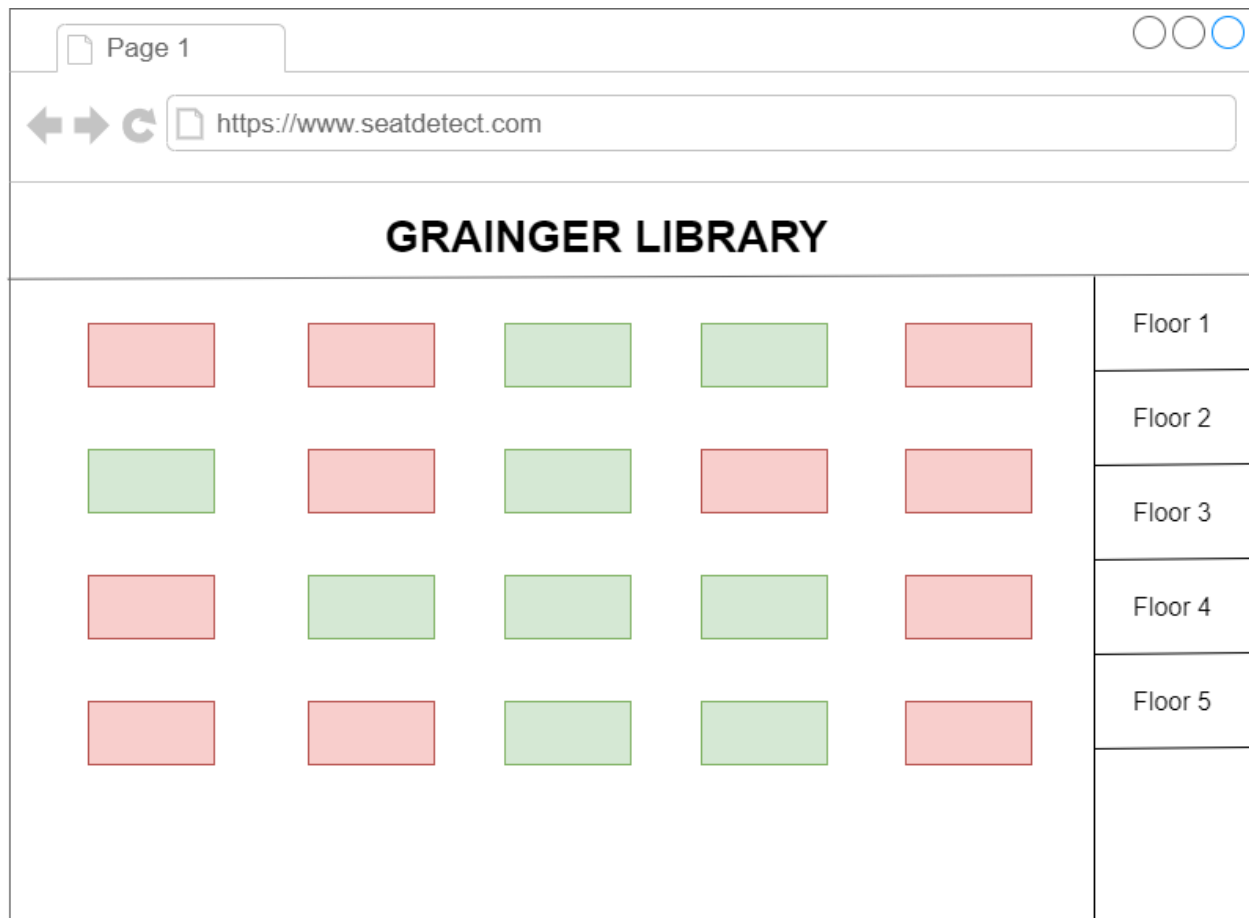 Page 1
https://www.seatdetect.com
GRAINGER LIBRARY
Floor 1
Floor 2
Floor 3
Floor 4
Floor 5